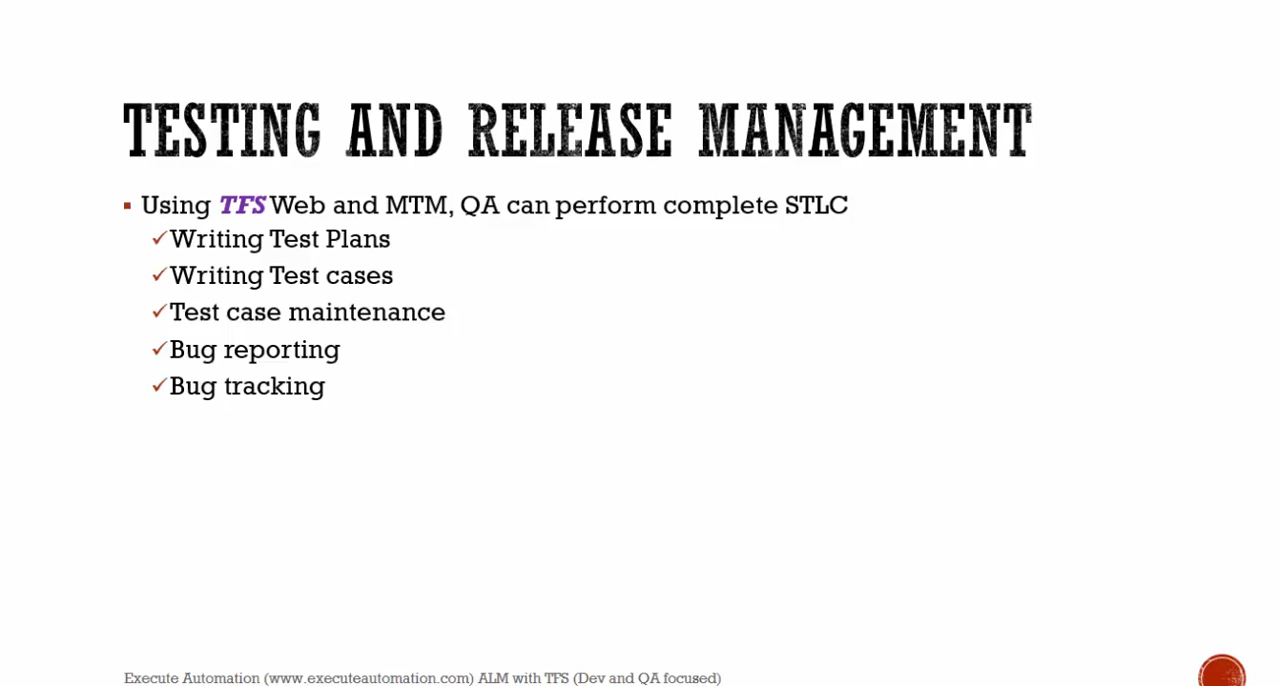 TESTING AND RELEASE MANAGEMENT
Using TFS Web and MTM, QA can perform complete STLC
Writing Test Plans
Writing Test cases
Test case maintenance
Bug reporting
Bug tracking
Execute Automation (www.executeautomation.com) ALM with TFS (Dev and QA focused)